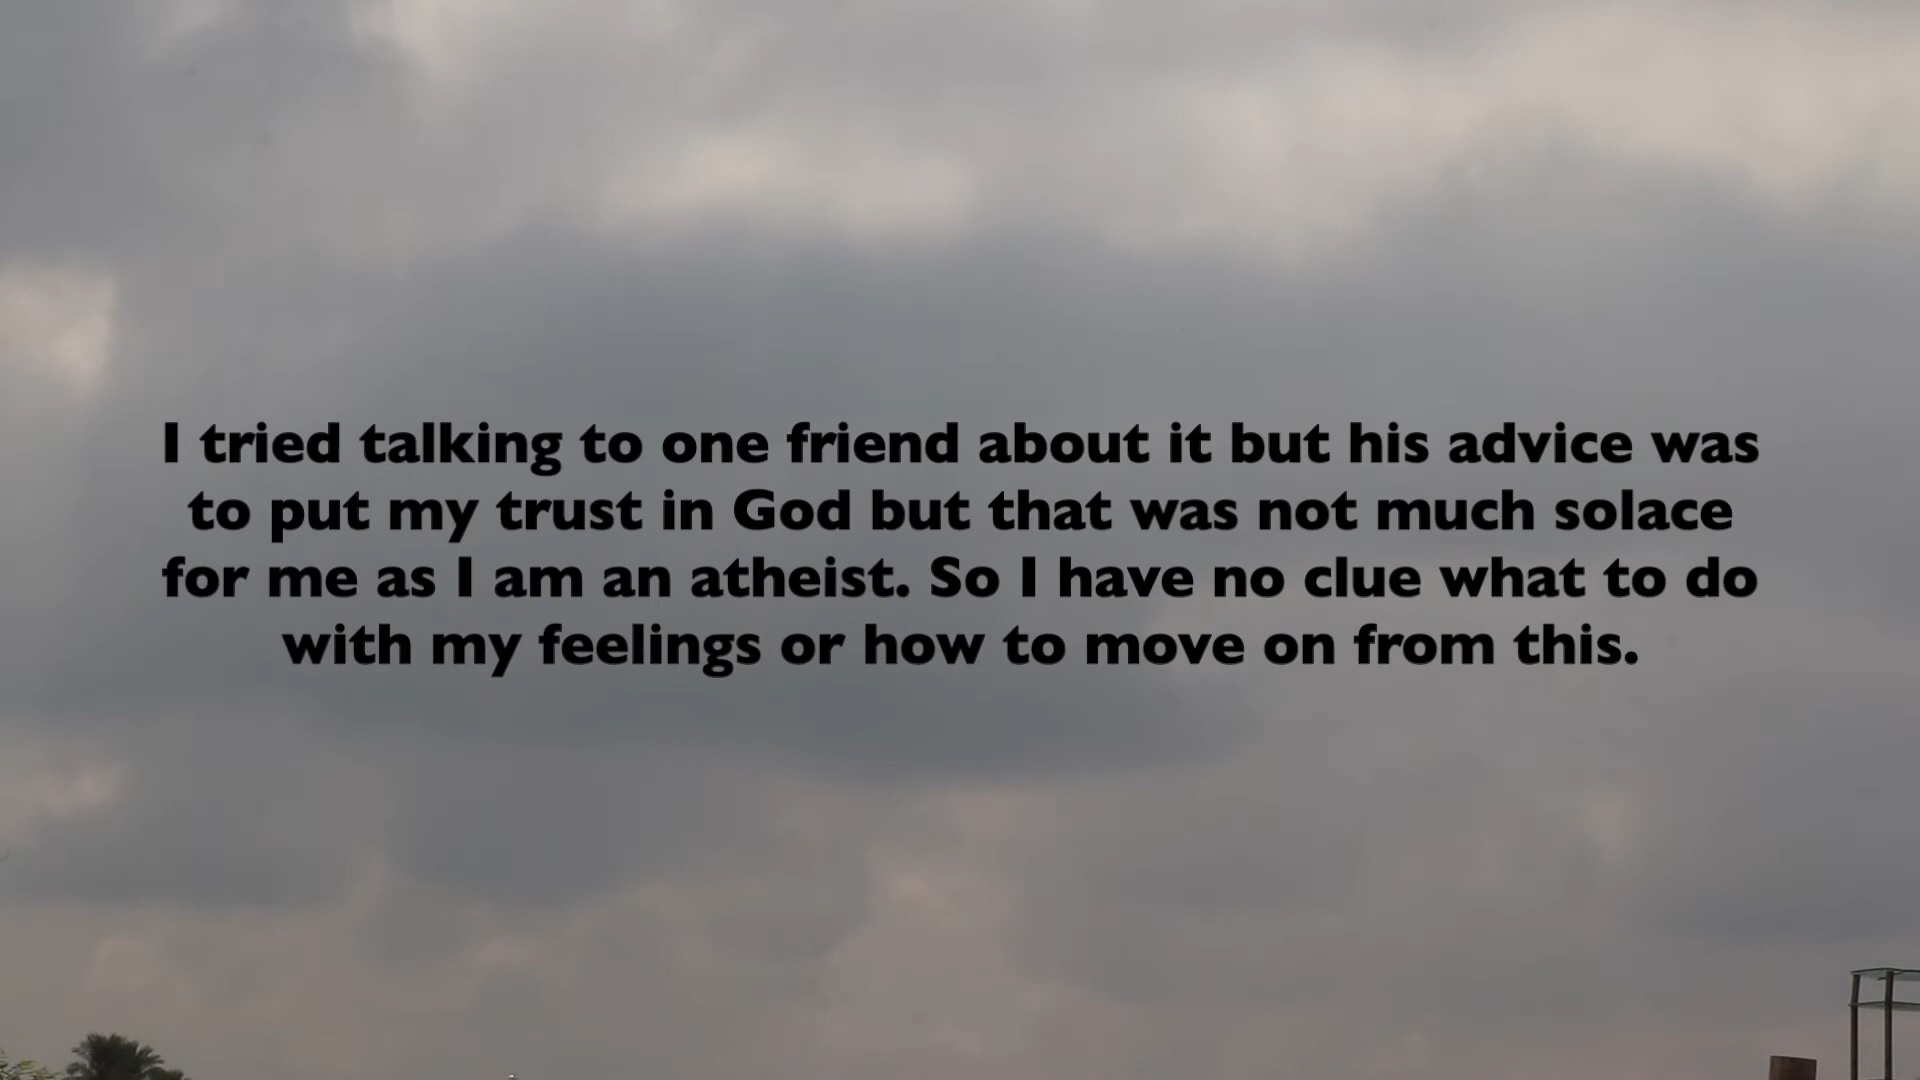 I tried talking to one friend about it but his advice was
to put my trust in God but that was not much solace
for me as I am an atheist. So I have no clue what to do
with my feelings or how to move on from this.